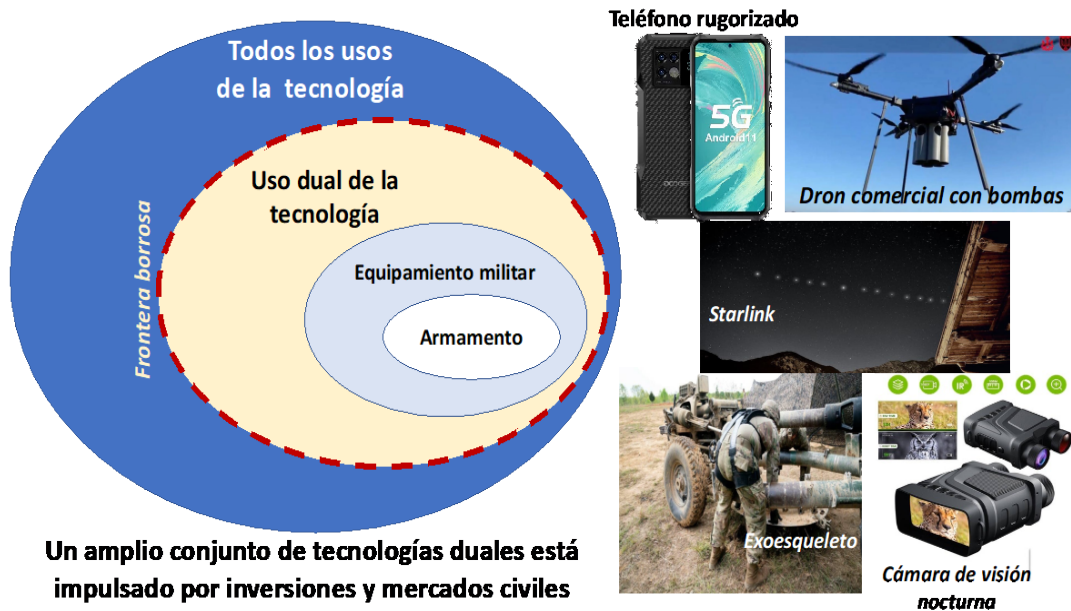 Todos los usos
de la tecnología
Uso dual de la
tecnología
Equipamiento militar
Armamento
Frontera borrosa
Un amplio conjunto de tecnologías duales está
impulsado por inversiones y mercados civiles
Teléfono rugorizado
5G
Android11
Dron comercial con bombas
Starlink
Exoesqueleto
IR
Cámara de visión
nocturna